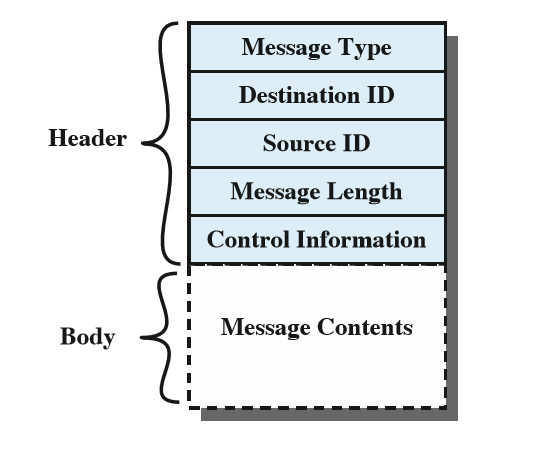 Message Type
Destination ID
Source ID
Header
Message Length
Control Information
Message Contents
Body